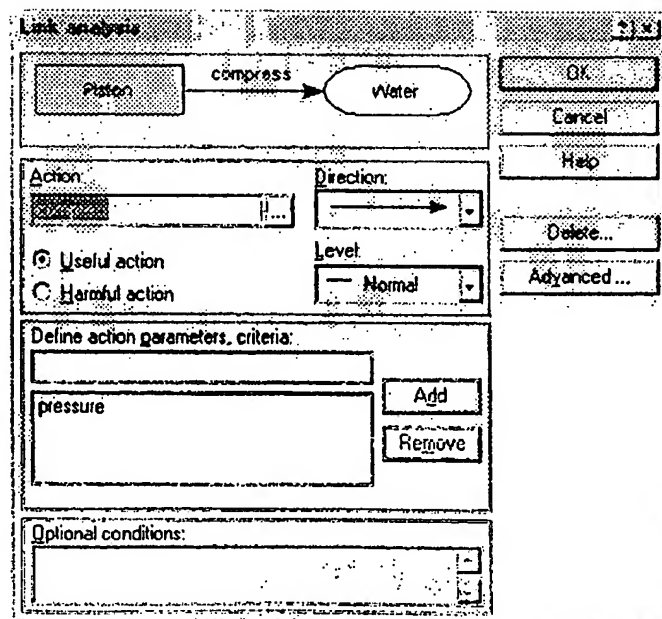 Link analysis
Piston
compress
Water
OK
Cancel
Help
Action:
Direction:
...
Delete...
Useful action
Level:
Advanced ...
Normal
Harmful action
Define action parameters, criteria:
Add
pressure
Remove
Optional conditions: